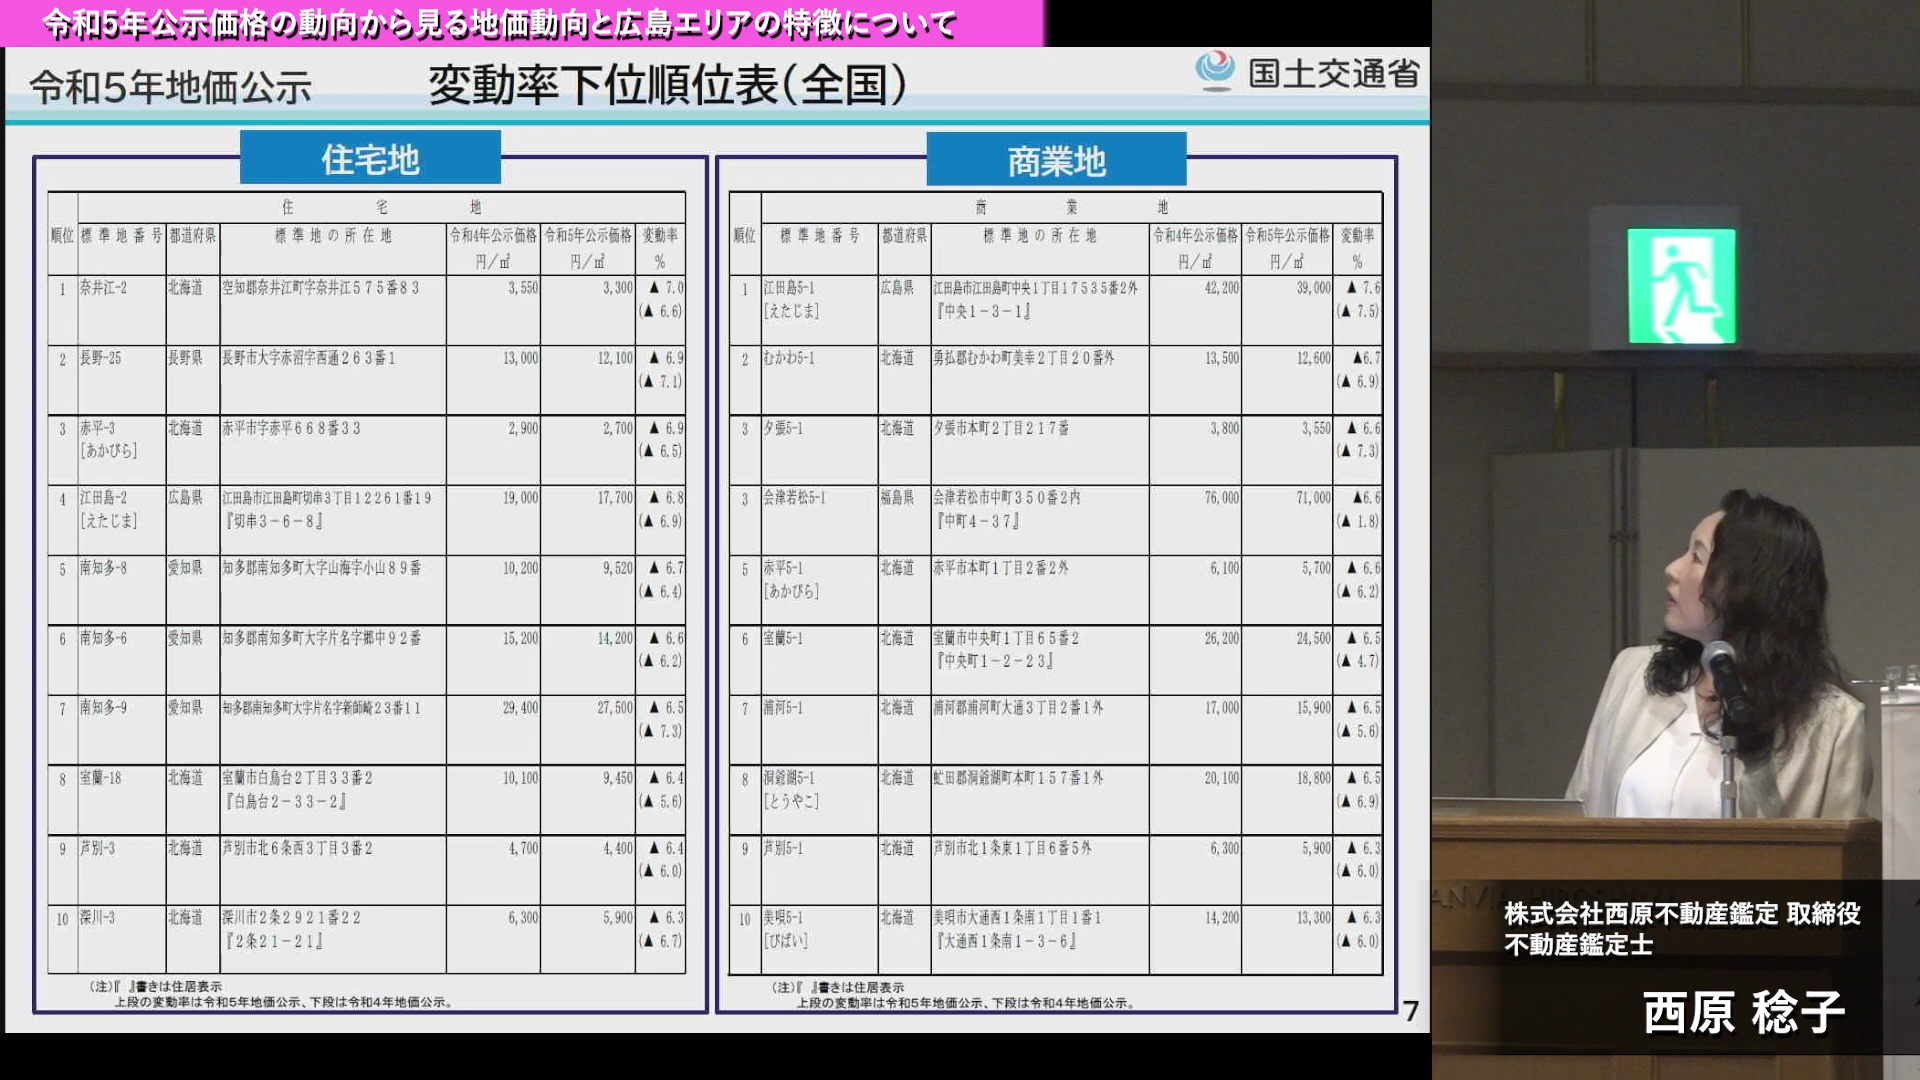 令和5年公示価格の動向から見る地価動向と広島エリアの特徴について
令和5年地価公示 変動率下位順位表(全国) 国土交通省
住宅地
住宅地
順位 標準地番号 都道府県 標準地の所在地 令和4年公示価格 円/㎡ 令和5年公示価格 円/㎡ 変動率 %
1 奈井江-2 北海道 空知郡奈井江町字奈井江575番83 3,550 3,300 ▲ 7.0
(▲ 6.6)
2 長野-25 長野県 長野市大字赤沼字西通263番1 13,000 12,100 ▲ 6.9
(▲ 7.1)
3 赤平-3 北海道 赤平市字赤平668番33 2,900 2,700 ▲ 6.9
[あかびら] (▲ 6.5)
4 江田島-2 広島県 江田島市江田島町切串3丁目12261番19 19,000 17,700 ▲ 6.8
[えたじま] 『切串3-6-8』 (▲ 6.9)
5 南知多-8 愛知県 知多郡南知多町大字山海字小山89番 10,200 9,520 ▲ 6.7
(▲ 6.4)
6 南知多-6 愛知県 知多郡南知多町大字片名字郷中92番 15,200 14,200 ▲ 6.6
(▲ 6.2)
7 南知多-9 愛知県 知多郡南知多町大字片名字新師崎23番11 29,400 27,500 ▲ 6.5
(▲ 7.3)
8 室蘭-18 北海道 室蘭市白鳥台2丁目33番2 10,100 9,450 ▲ 6.4
『白鳥台2-33-2』 (▲ 5.6)
9 芦別-3 北海道 芦別市北6条西3丁目3番2 4,700 4,400 ▲ 6.4
(▲ 6.0)
10 深川-3 北海道 深川市2条2921番22 6,300 5,900 ▲ 6.3
『2条21-21』 (▲ 6.7)
(注)『 』書きは住居表示
上段の変動率は令和5年地価公示、下段は令和4年地価公示。
商業地
商業地
順位 標準地番号 都道府県 標準地の所在地 令和4年公示価格 円/㎡ 令和5年公示価格 円/㎡ 変動率 %
1 江田島5-1 広島県 江田島市江田島町中央1丁目17535番2外 42,200 39,000 ▲ 7.6
[えたじま] 『中央1-3-1』 (▲ 7.5)
2 むかわ5-1 北海道 勇払郡むかわ町美幸2丁目20番外 13,500 12,600 ▲6.7
(▲ 6.9)
3 夕張5-1 北海道 夕張市本町2丁目217番 3,800 3,550 ▲ 6.6
(▲ 7.3)
3 会津若松5-1 福島県 会津若松市中町350番2内 76,000 71,000 ▲6.6
『中町4-37』 (▲ 1.8)
5 赤平5-1 北海道 赤平市本町1丁目2番2外 6,100 5,700 ▲ 6.6
[あかびら] (▲ 6.2)
6 室蘭5-1 北海道 室蘭市中央町1丁目65番2 26,200 24,500 ▲ 6.5
『中央町1-2-23』 (▲ 4.7)
7 浦河5-1 北海道 浦河郡浦河町大通3丁目2番1外 17,000 15,900 ▲ 6.5
(▲ 5.6)
8 洞爺湖5-1 北海道 虻田郡洞爺湖町本町157番1外 20,100 18,800 ▲ 6.5
[とうやこ] (▲ 6.9)
9 芦別5-1 北海道 芦別市北1条東1丁目6番5外 6,300 5,900 ▲ 6.3
(▲ 6.0)
10 美唄5-1 北海道 美唄市大通西1条南1丁目1番1 14,200 13,300 ▲ 6.3
[びばい] 『大通西1条南1-3-6』 (▲ 6.0)
(注)『 』書きは住居表示
上段の変動率は令和5年地価公示、下段は令和4年地価公示。
7
株式会社西原不動産鑑定 取締役
不動産鑑定士
西原 稔子